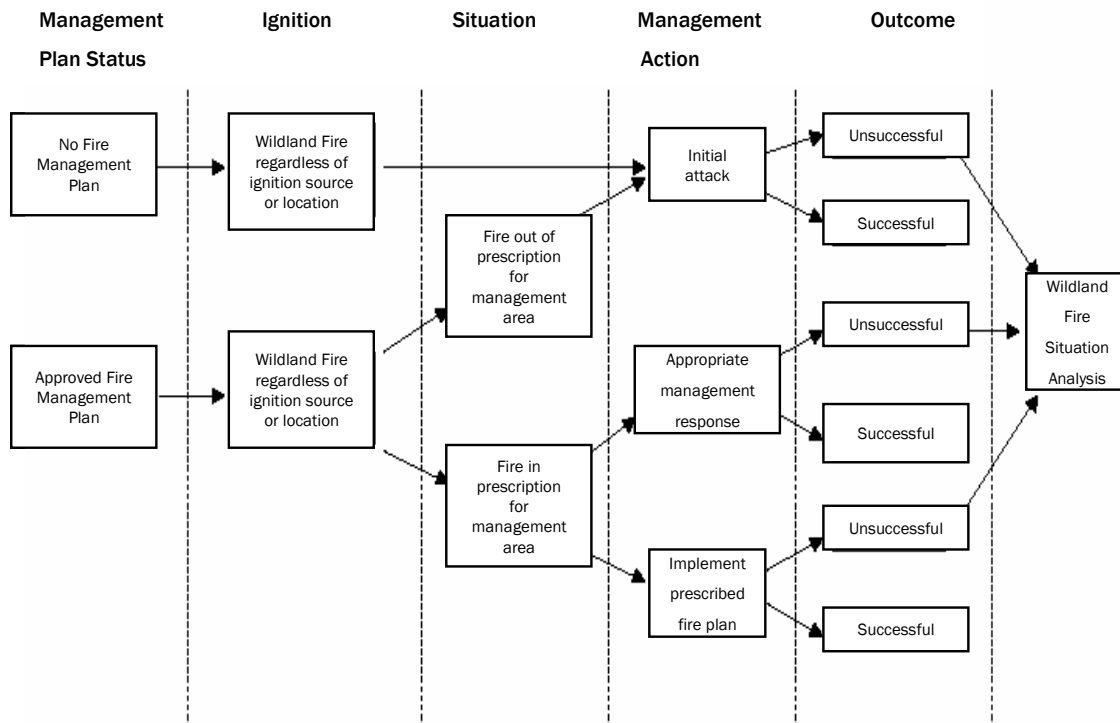 Management
Plan Status
Ignition
Situation
Management
Action
Outcome
No Fire
Management
Plan
Wildland Fire
regardless of
ignition source
or location
Initial
attack
Unsuccessful
Successful
Fire out of
prescription
for
management
area
Approved Fire
Management
Plan
Wildland Fire
regardless of
ignition source
or location
Appropriate
management
response
Unsuccessful
Successful
Wildland
Fire
Situation
Analysis
Fire in
prescription
for
management
area
Implement
prescribed
fire plan
Unsuccessful
Successful